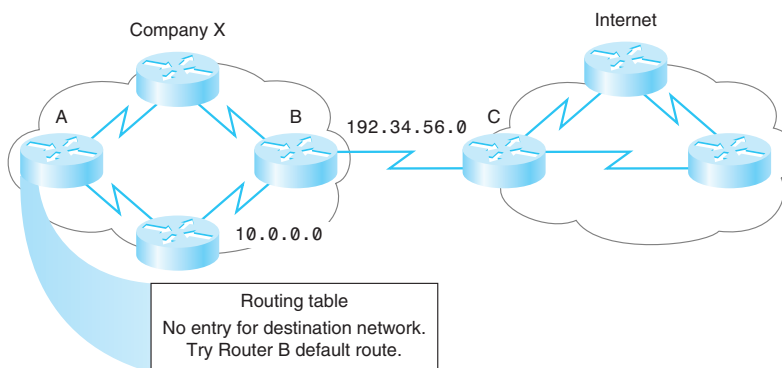 Company X
Internet
A
B
192.34.56.0
C
10.0.0.0
Routing table
No entry for destination network.
Try Router B default route.